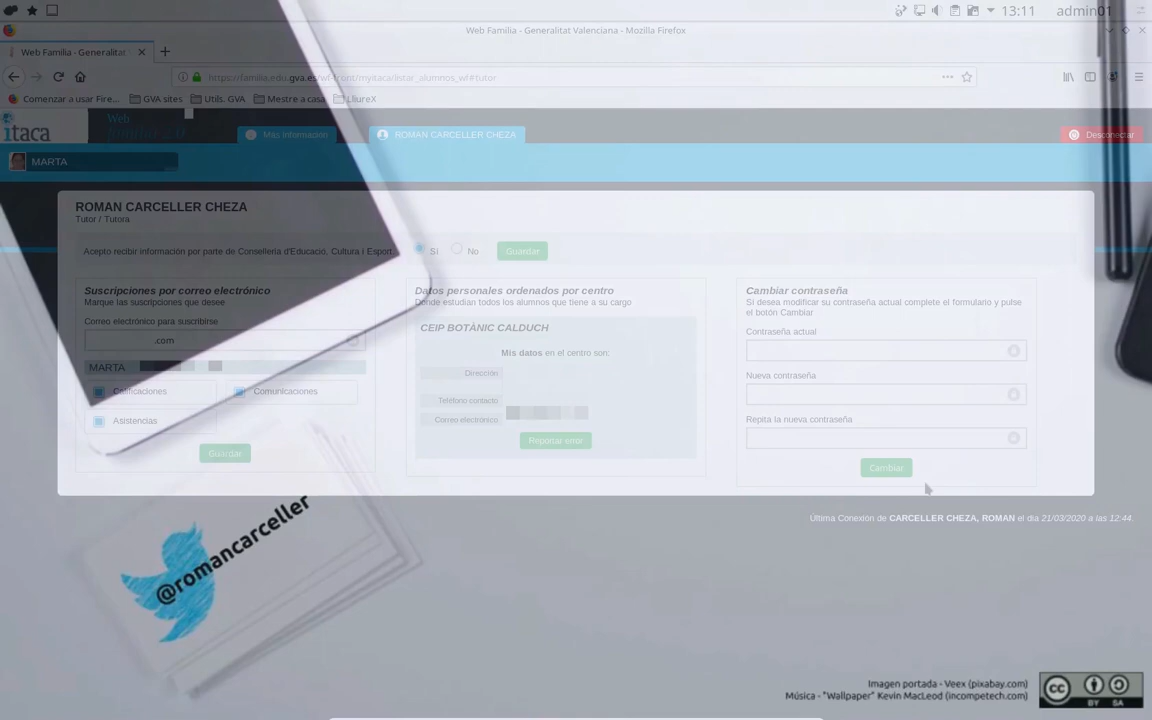 13:11
admin01
Web Familia - Generalitat Valenciana - Mozilla Firefox
Web Familia - Generalitat
https://familia.edu.gva.es/wf-front/myitaca/listar_alumnos_wf#tutor
Comenzar a usar Fire...
GVA sites
Utils. GVA
Mestre a casa
LliureX
itaca
Web
familia 2.0
Más información
ROMAN CARCELLER CHEZA
Desconectar
MARTA
ROMAN CARCELLER CHEZA
Tutor / Tutora
Acepto recibir información por parte de Conselleria d'Educació, Cultura i Esport.
Sí
No
Guardar
Suscripciones por correo electrónico
Marque las suscripciones que desee
Correo electrónico para suscribirse
.com
MARTA
Calificaciones
Comunicaciones
Asistencias
Guardar
Datos personales ordenados por centro
Donde estudian todos los alumnos que tiene a su cargo
CEIP BOTÀNIC CALDUCH
Mis datos en el centro son:
Dirección
Teléfono contacto
Correo electrónico
Reportar error
Cambiar contraseña
Si desea modificar su contraseña actual complete el formulario y pulse
el botón Cambiar
Contraseña actual
Nueva contraseña
Repita la nueva contraseña
Cambiar
Última Conexión de CARCELLER CHEZA, ROMAN el día 21/03/2020 a las 12:44.
@romancarceller
Imagen portada - Veex (pixabay.com)
Música - "Wallpaper" Kevin MacLeod (incompetech.com)
CC
BY SA